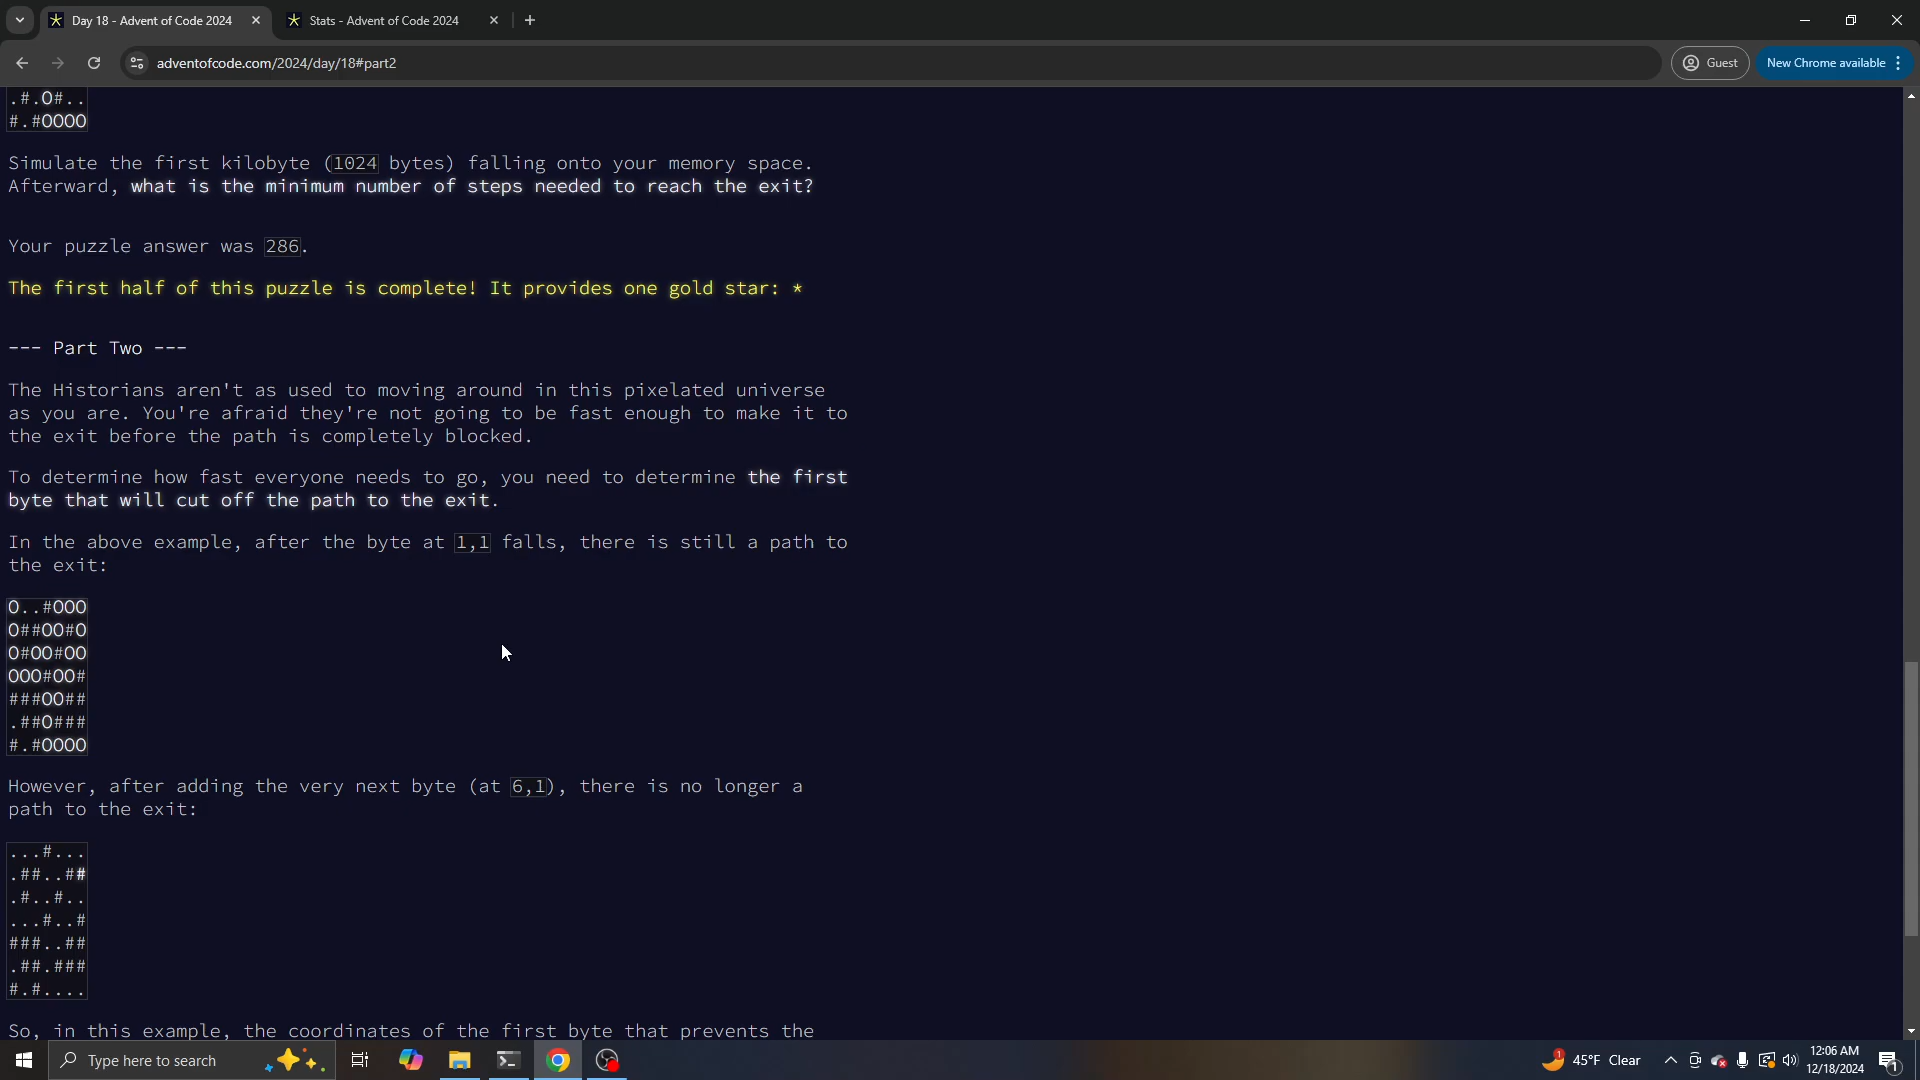 Day 18 - Advent of Code 2024
Stats - Advent of Code 2024
adventofcode.com/2024/day/18#part2
Guest
New Chrome available
.#.O#..
#.#OOOO
Simulate the first kilobyte (1024 bytes) falling onto your memory space.
Afterward, what is the minimum number of steps needed to reach the exit?
Your puzzle answer was 286.
The first half of this puzzle is complete! It provides one gold star: *
--- Part Two ---
The Historians aren't as used to moving around in this pixelated universe
as you are. You're afraid they're not going to be fast enough to make it to
the exit before the path is completely blocked.
To determine how fast everyone needs to go, you need to determine the first
byte that will cut off the path to the exit.
In the above example, after the byte at 1,1 falls, there is still a path to
the exit:
O..#OOO
O##OO#O
O#OO#OO
OOO#OO#
###OO##
.##O###
#.#OOOO
However, after adding the very next byte (at 6,1), there is no longer a
path to the exit:
...#...
.##..##
.#..#..
...#..#
###..##
.##.###
#.#....
So, in this example, the coordinates of the first byte that prevents the
Type here to search
1
45°F Clear
12:06 AM
12/18/2024
1